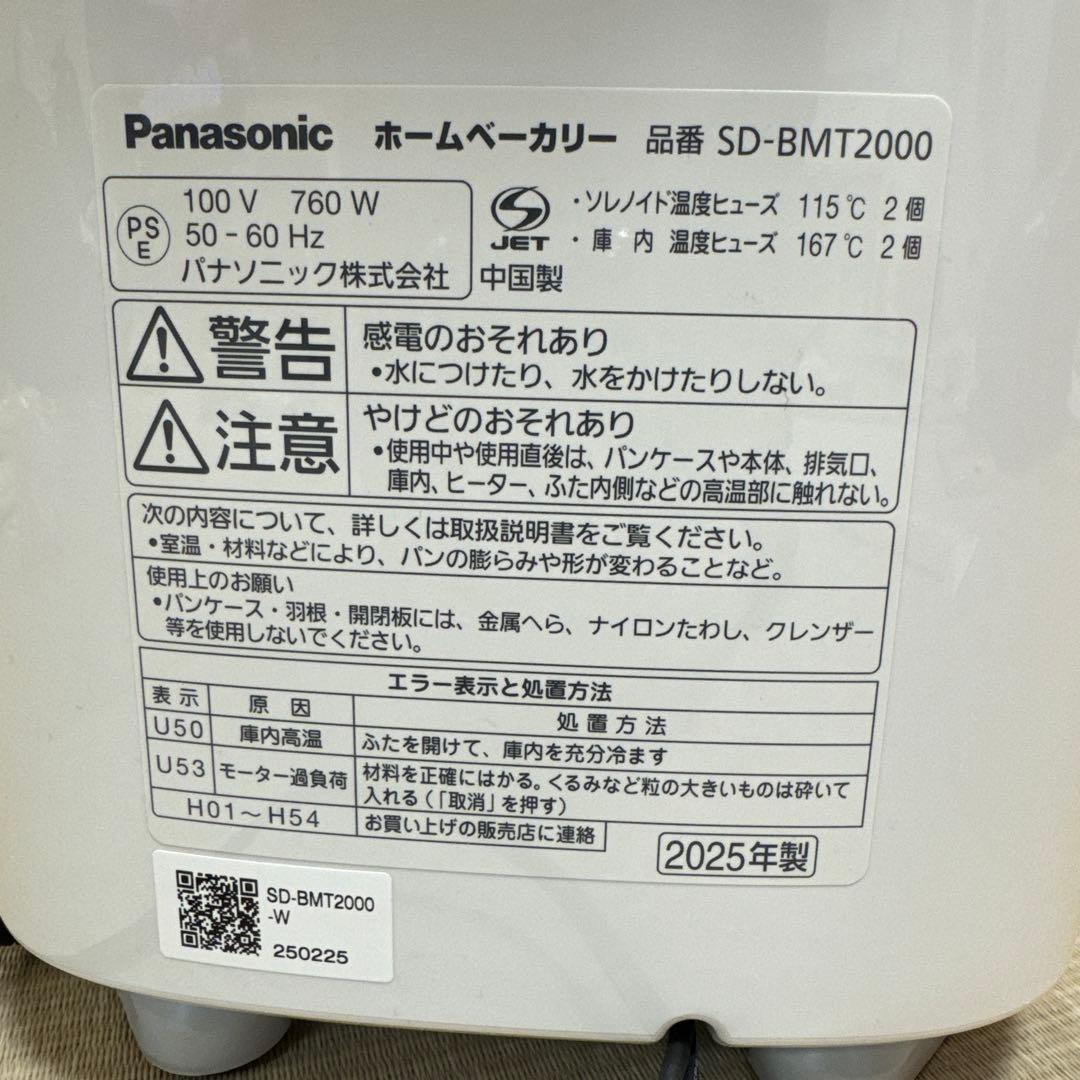 Panasonic ホームベーカリー 品番 SD-BMT2000
PS
E
100 V 760 W
50 - 60 Hz
パナソニック株式会社
JET
中国製
・ソレノイド温度ヒューズ 115℃ 2個
・庫内 温度ヒューズ 167℃ 2個
警告
感電のおそれあり
•水につけたり、水をかけたりしない。
注意
やけどのおそれあり
•使用中や使用直後は、パンケースや本体、排気口、
庫内、ヒーター、ふた内側などの高温部に触れない。
次の内容について、詳しくは取扱説明書をご覧ください。
•室温・材料などにより、パンの膨らみや形が変わることなど。
使用上のお願い
•パンケース・羽根・開閉板には、金属へら、ナイロンたわし、クレンザー
等を使用しないでください。
エラー表示と処置方法
表示 原因 処置方法
U50 庫内高温 ふたを開けて、庫内を充分冷ます
U53 モーター過負荷 材料を正確にはかる。くるみなど粒の大きいものは砕いて
入れる(「取消」を押す)
H01～H54 お買い上げの販売店に連絡
2025年製
SD-BMT2000
-W
250225